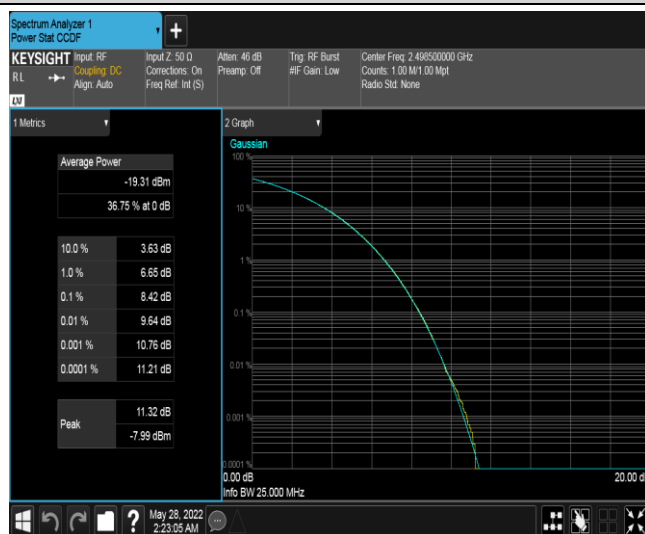 Spectrum Analyzer 1
Power Stat CCDF
KEYSIGHT
RL
LXI
Input: RF
Coupling: DC
Align: Auto
Input Z: 50 Ω
Corrections: On
Freq Ref: Int (S)
Atten: 46 dB
Preamp: Off
Trig: RF Burst
#IF Gain: Low
Center Freq: 2.498500000 GHz
Counts: 1.00 M/1.00 Mpt
Radio Std: None
1 Metrics
Average Power
-19.31 dBm
36.75 % at 0 dB
10.0 % 3.63 dB
1.0 % 6.65 dB
0.1 % 8.42 dB
0.01 % 9.64 dB
0.001 % 10.76 dB
0.0001 % 11.21 dB
Peak
11.32 dB
-7.99 dBm
2 Graph
Gaussian
100 %
10 %
1 %
0.1 %
0.01 %
0.001 %
0.0001 %
0.00 dB
20.00 d
Info BW 25.000 MHz
?
May 28, 2022
2:23:05 AM